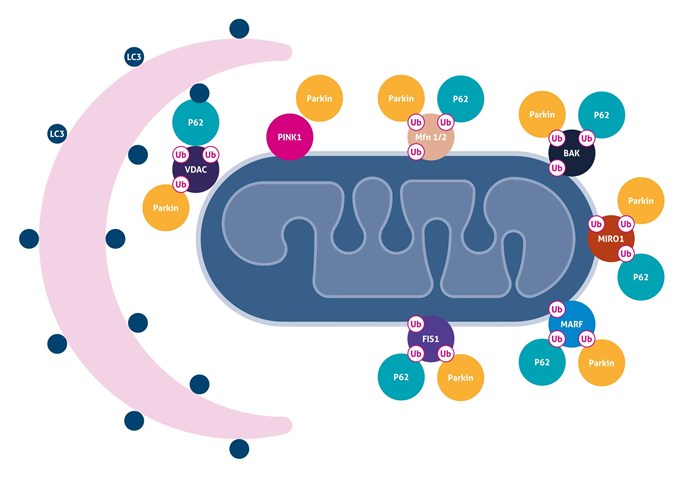 LC3
LC3
P62
Ub
Ub
VDAC
Ub
Parkin
Parkin
PINK1
Parkin
P62
Ub
Ub
Mfn 1/2
Ub
Parkin
P62
Ub
Ub
BAK
Ub
Parkin
Ub
Ub
MIRO1
Ub
P62
Ub
MARF
Ub
Ub
P62
Parkin
Ub
FIS1
Ub
Ub
P62
Parkin